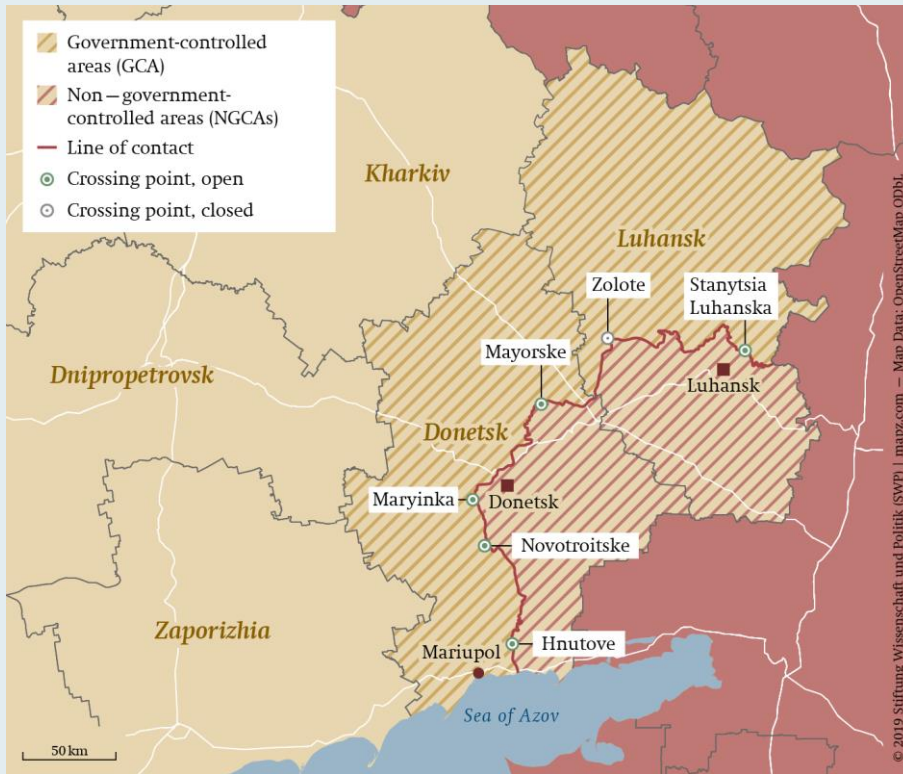 Government-controlled
areas (GCA)
Non – government-
controlled areas (NGCAs)
Line of contact
Crossing point, open
Crossing point, closed
Kharkiv
Luhansk
Zolote
Stanytsia
Luhanska
Mayorske
Luhansk
Dnipropetrovsk
Donetsk
Maryinka
Donetsk
Novotroitske
Zaporizhia
Hnutove
Mariupol
Sea of Azov
50 km
© 2019 Stiftung Wissenschaft und Politik (SWP) | mapz.com – Map Data: OpenStreetMap ODbL